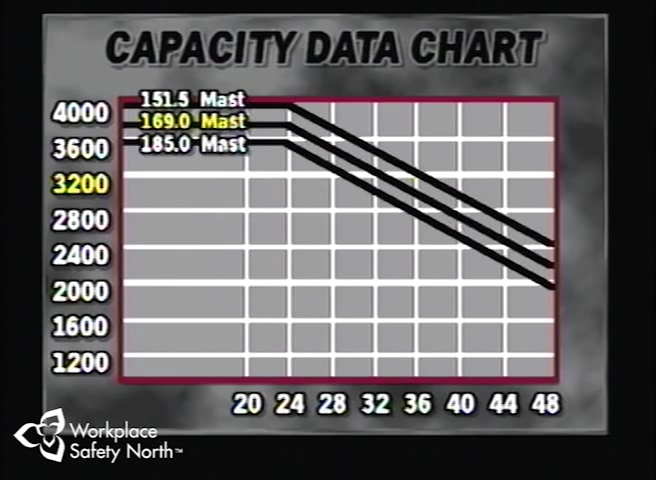 CAPACITY DATA CHART
151.5 Mast
4000
169.0 Mast
185.0 Mast
3600
3200
2800
2400
2000
1600
1200
20 24 28 32 36 40 44 48
Workplace
Safety North™